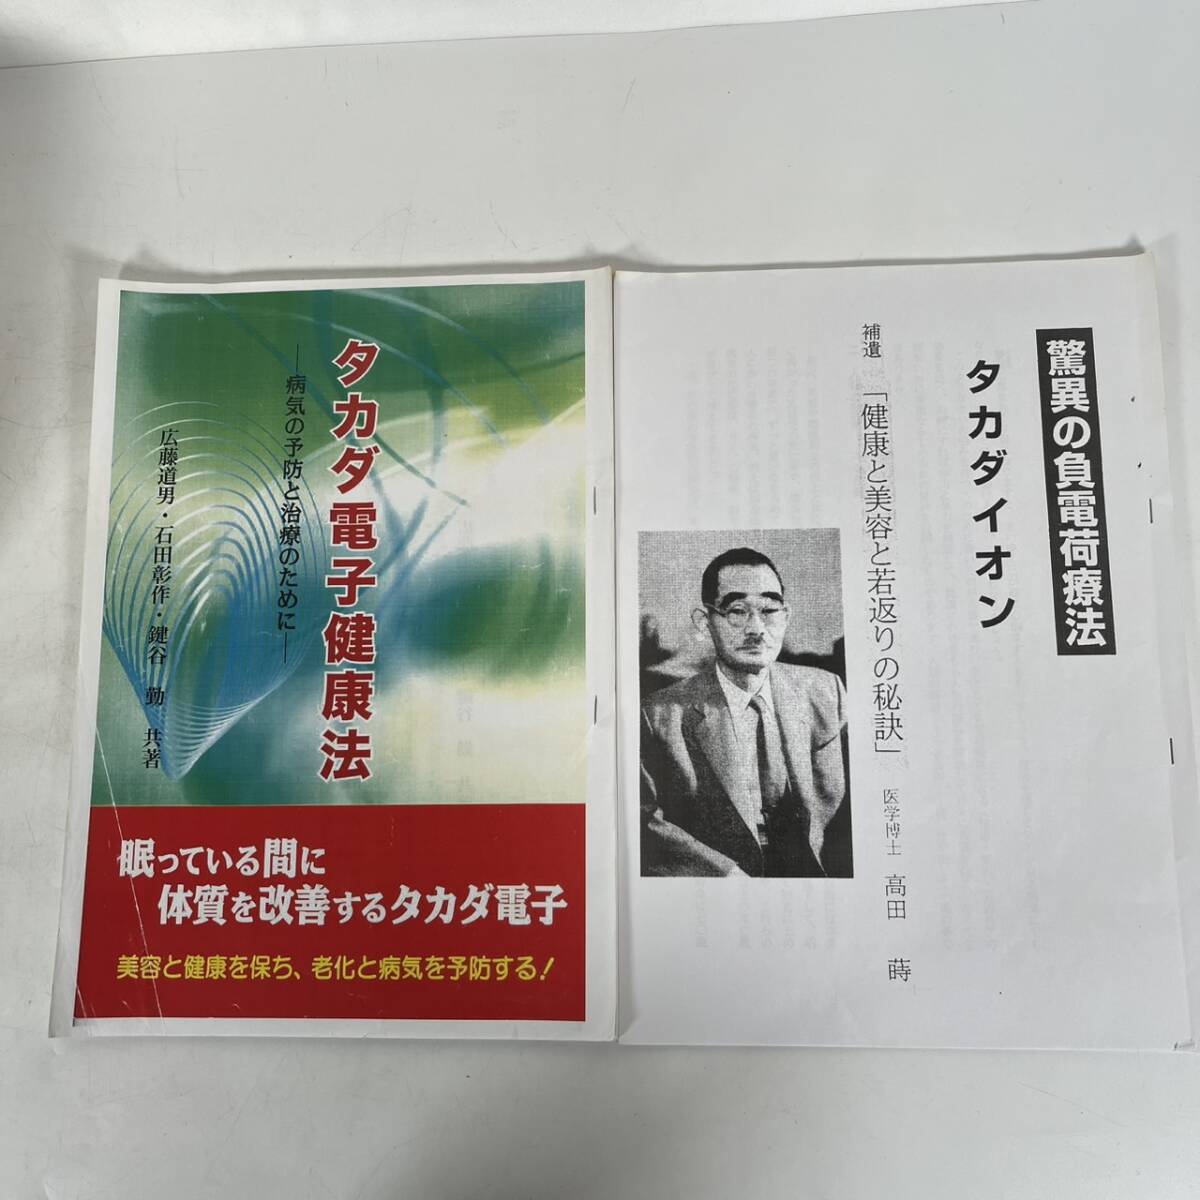 タカダ電子健康法
―病気の予防と治療のために―
広藤道男・石田彰作・鍵谷 勤 共著
眠っている間に
体質を改善するタカダ電子
美容と健康を保ち、老化と病気を予防する！
驚異の負電荷療法
タカダイオン
補遺「健康と美容と若返りの秘訣」
医学博士 高田 蒔